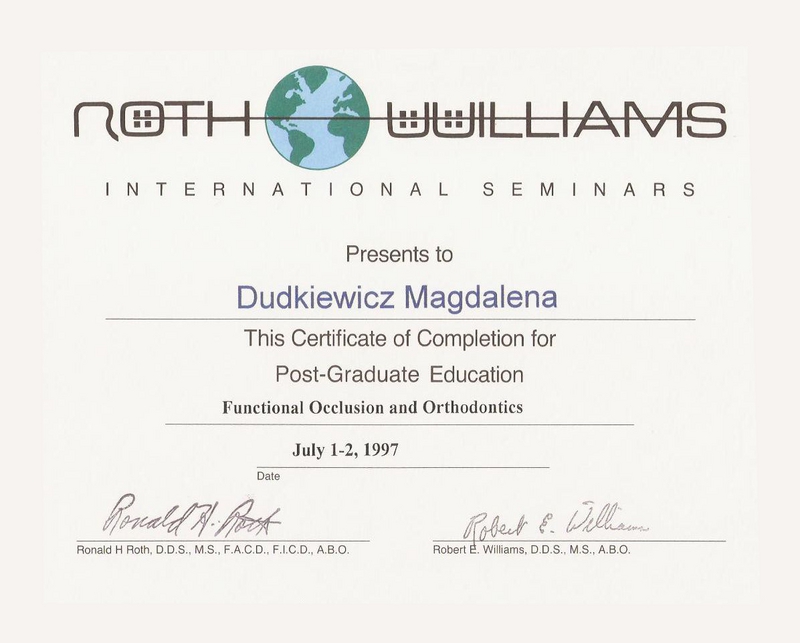 ROTH WILLIAMS
INTERNATIONAL SEMINARS
Presents to
Dudkiewicz Magdalena
This Certificate of Completion for
Post-Graduate Education
Functional Occlusion and Orthodontics
July 1-2, 1997
Date
Ronald H. Roth Robert E. Williams
Ronald H Roth, D.D.S., M.S., F.A.C.D., F.I.C.D., A.B.O. Robert E. Williams, D.D.S., M.S., A.B.O.